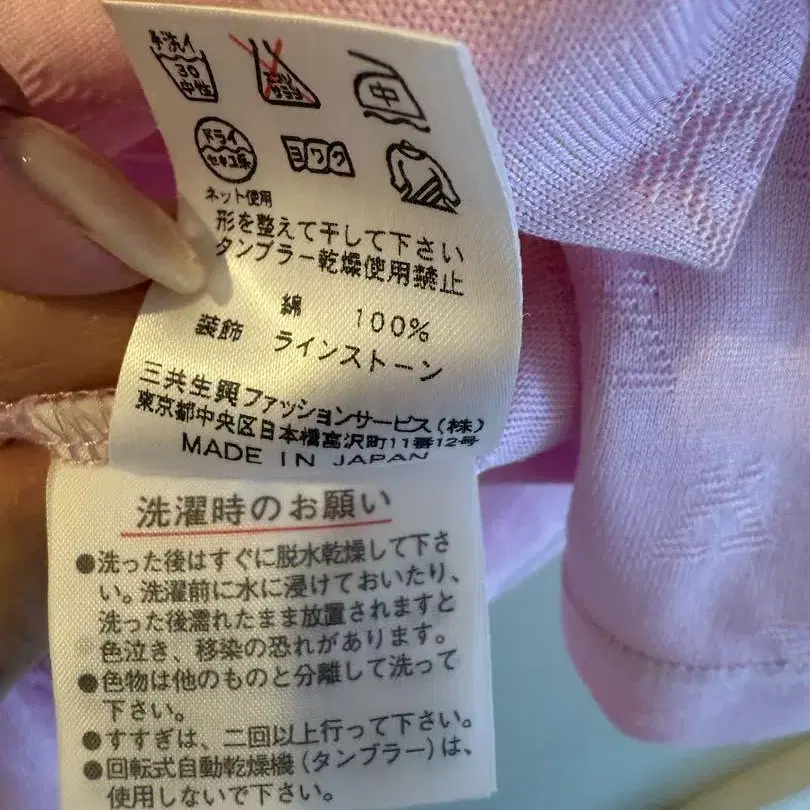 手洗イ
30
中性
エンソ
サラシ
中
ドライ
セキユ系
ヨワク
ネット使用
形を整えて干して下さい
タンブラー乾燥使用禁止
綿 100%
装飾 ラインストーン
三共生興ファッションサービス(株)
東京都中央区日本橋富沢町11番12号
MADE IN JAPAN
洗濯時のお願い
●洗った後はすぐに脱水乾燥して下さ
い。洗濯前に水に浸けておいたり、
洗った後濡れたまま放置されますと
色泣き、移染の恐れがあります。
●色物は他のものと分離して洗って
下さい。
●すすぎは、二回以上行って下さい。
●回転式自動乾燥機(タンブラー)は、
使用しないで下さい。